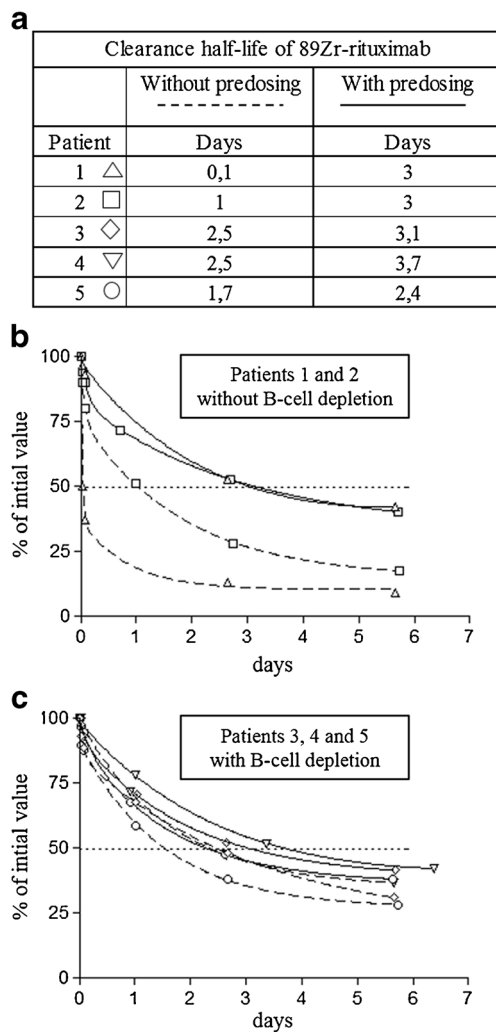 a
Clearance half-life of 89Zr-rituximab
Without predosing With predosing
Patient Days Days
1 0,1 3
2 1 3
3 2,5 3,1
4 2,5 3,7
5 1,7 2,4
b
Patients 1 and 2
without B-cell depletion
% of intial value
100
75
50
25
0
0 1 2 3 4 5 6 7
days
c
Patients 3, 4 and 5
with B-cell depletion
% of intial value
100
75
50
25
0
0 1 2 3 4 5 6 7
days